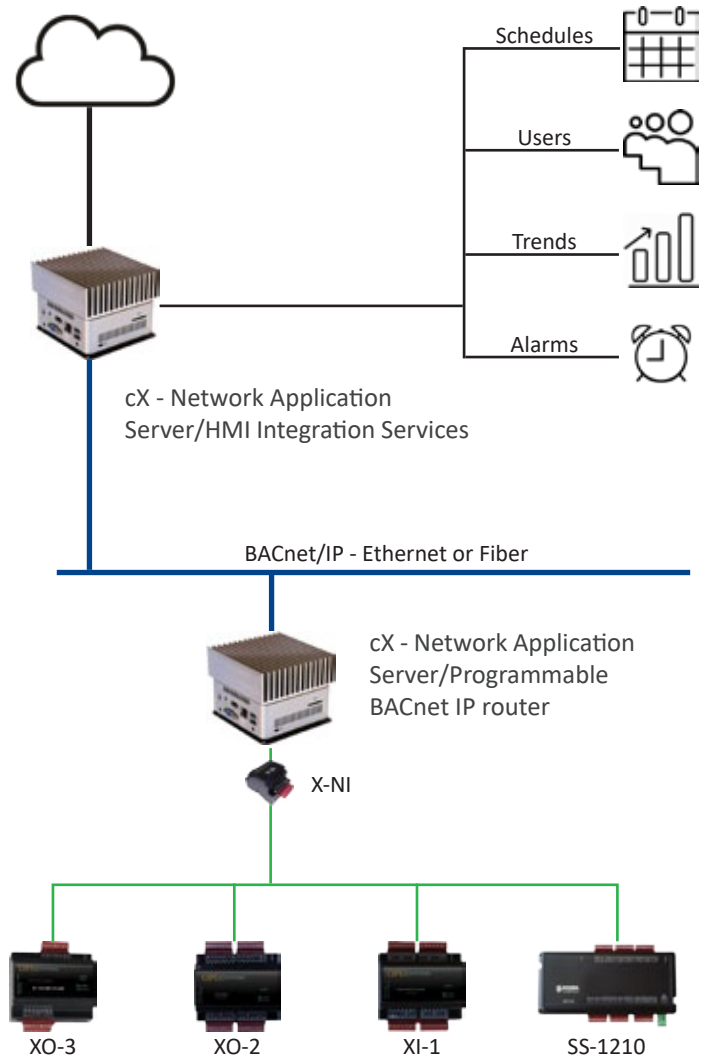 Schedules
Users
Trends
Alarms
cX - Network Application
Server/HMI Integration Services
BACnet/IP - Ethernet or Fiber
cX - Network Application
Server/Programmable
BACnet IP router
X-NI
XO-3
XO-2
XI-1
SS-1210